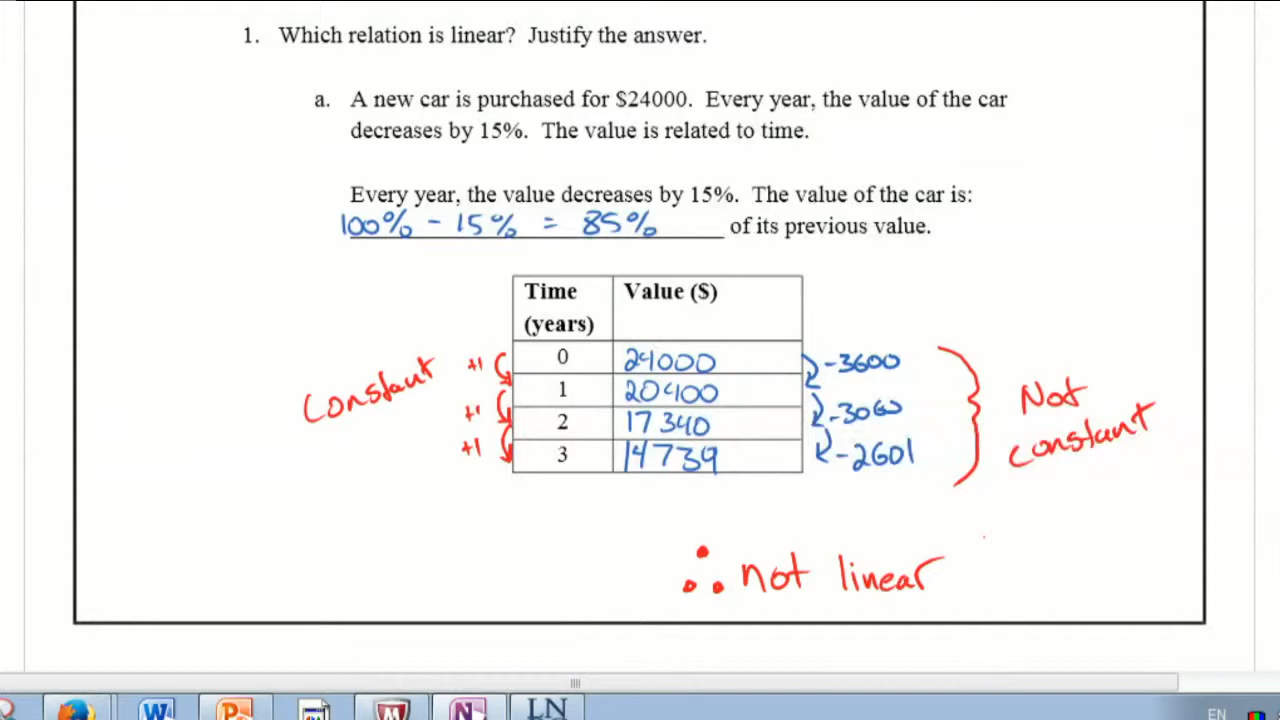 1. Which relation is linear? Justify the answer.
a. A new car is purchased for $24000. Every year, the value of the car
decreases by 15%. The value is related to time.
Every year, the value decreases by 15%. The value of the car is:
100% - 15% = 85% of its previous value.
Time Value ($)
(years)
0 24000
1 20400
2 17340
3 14739
Constant
+1
+1
+1
-3600
-3060
-2601
Not
constant
∴ not linear
W P N LN
EN